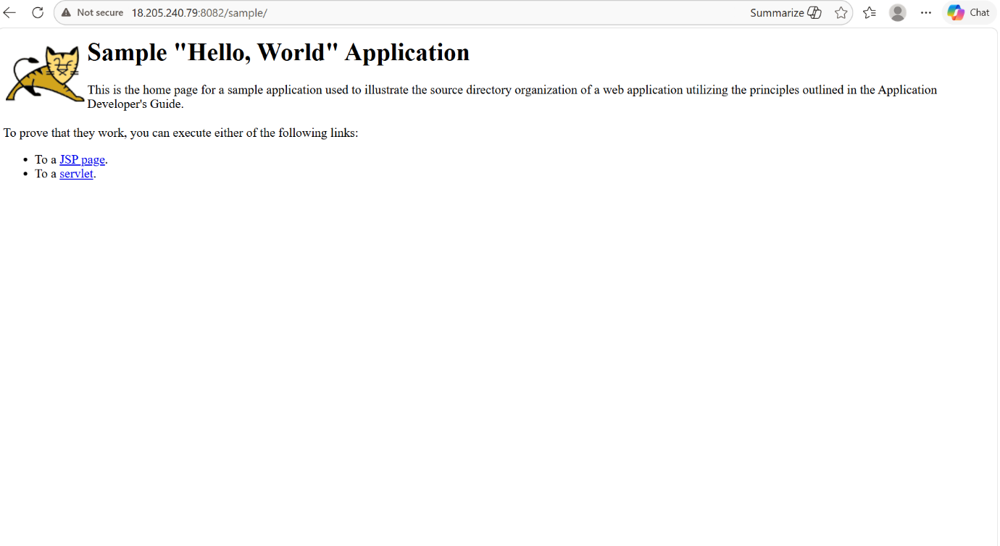 Not secure 18.205.240.79:8082/sample/ Summarize Chat
Sample "Hello, World" Application
This is the home page for a sample application used to illustrate the source directory organization of a web application utilizing the principles outlined in the Application
Developer's Guide.
To prove that they work, you can execute either of the following links:
• To a JSP page.
• To a servlet.